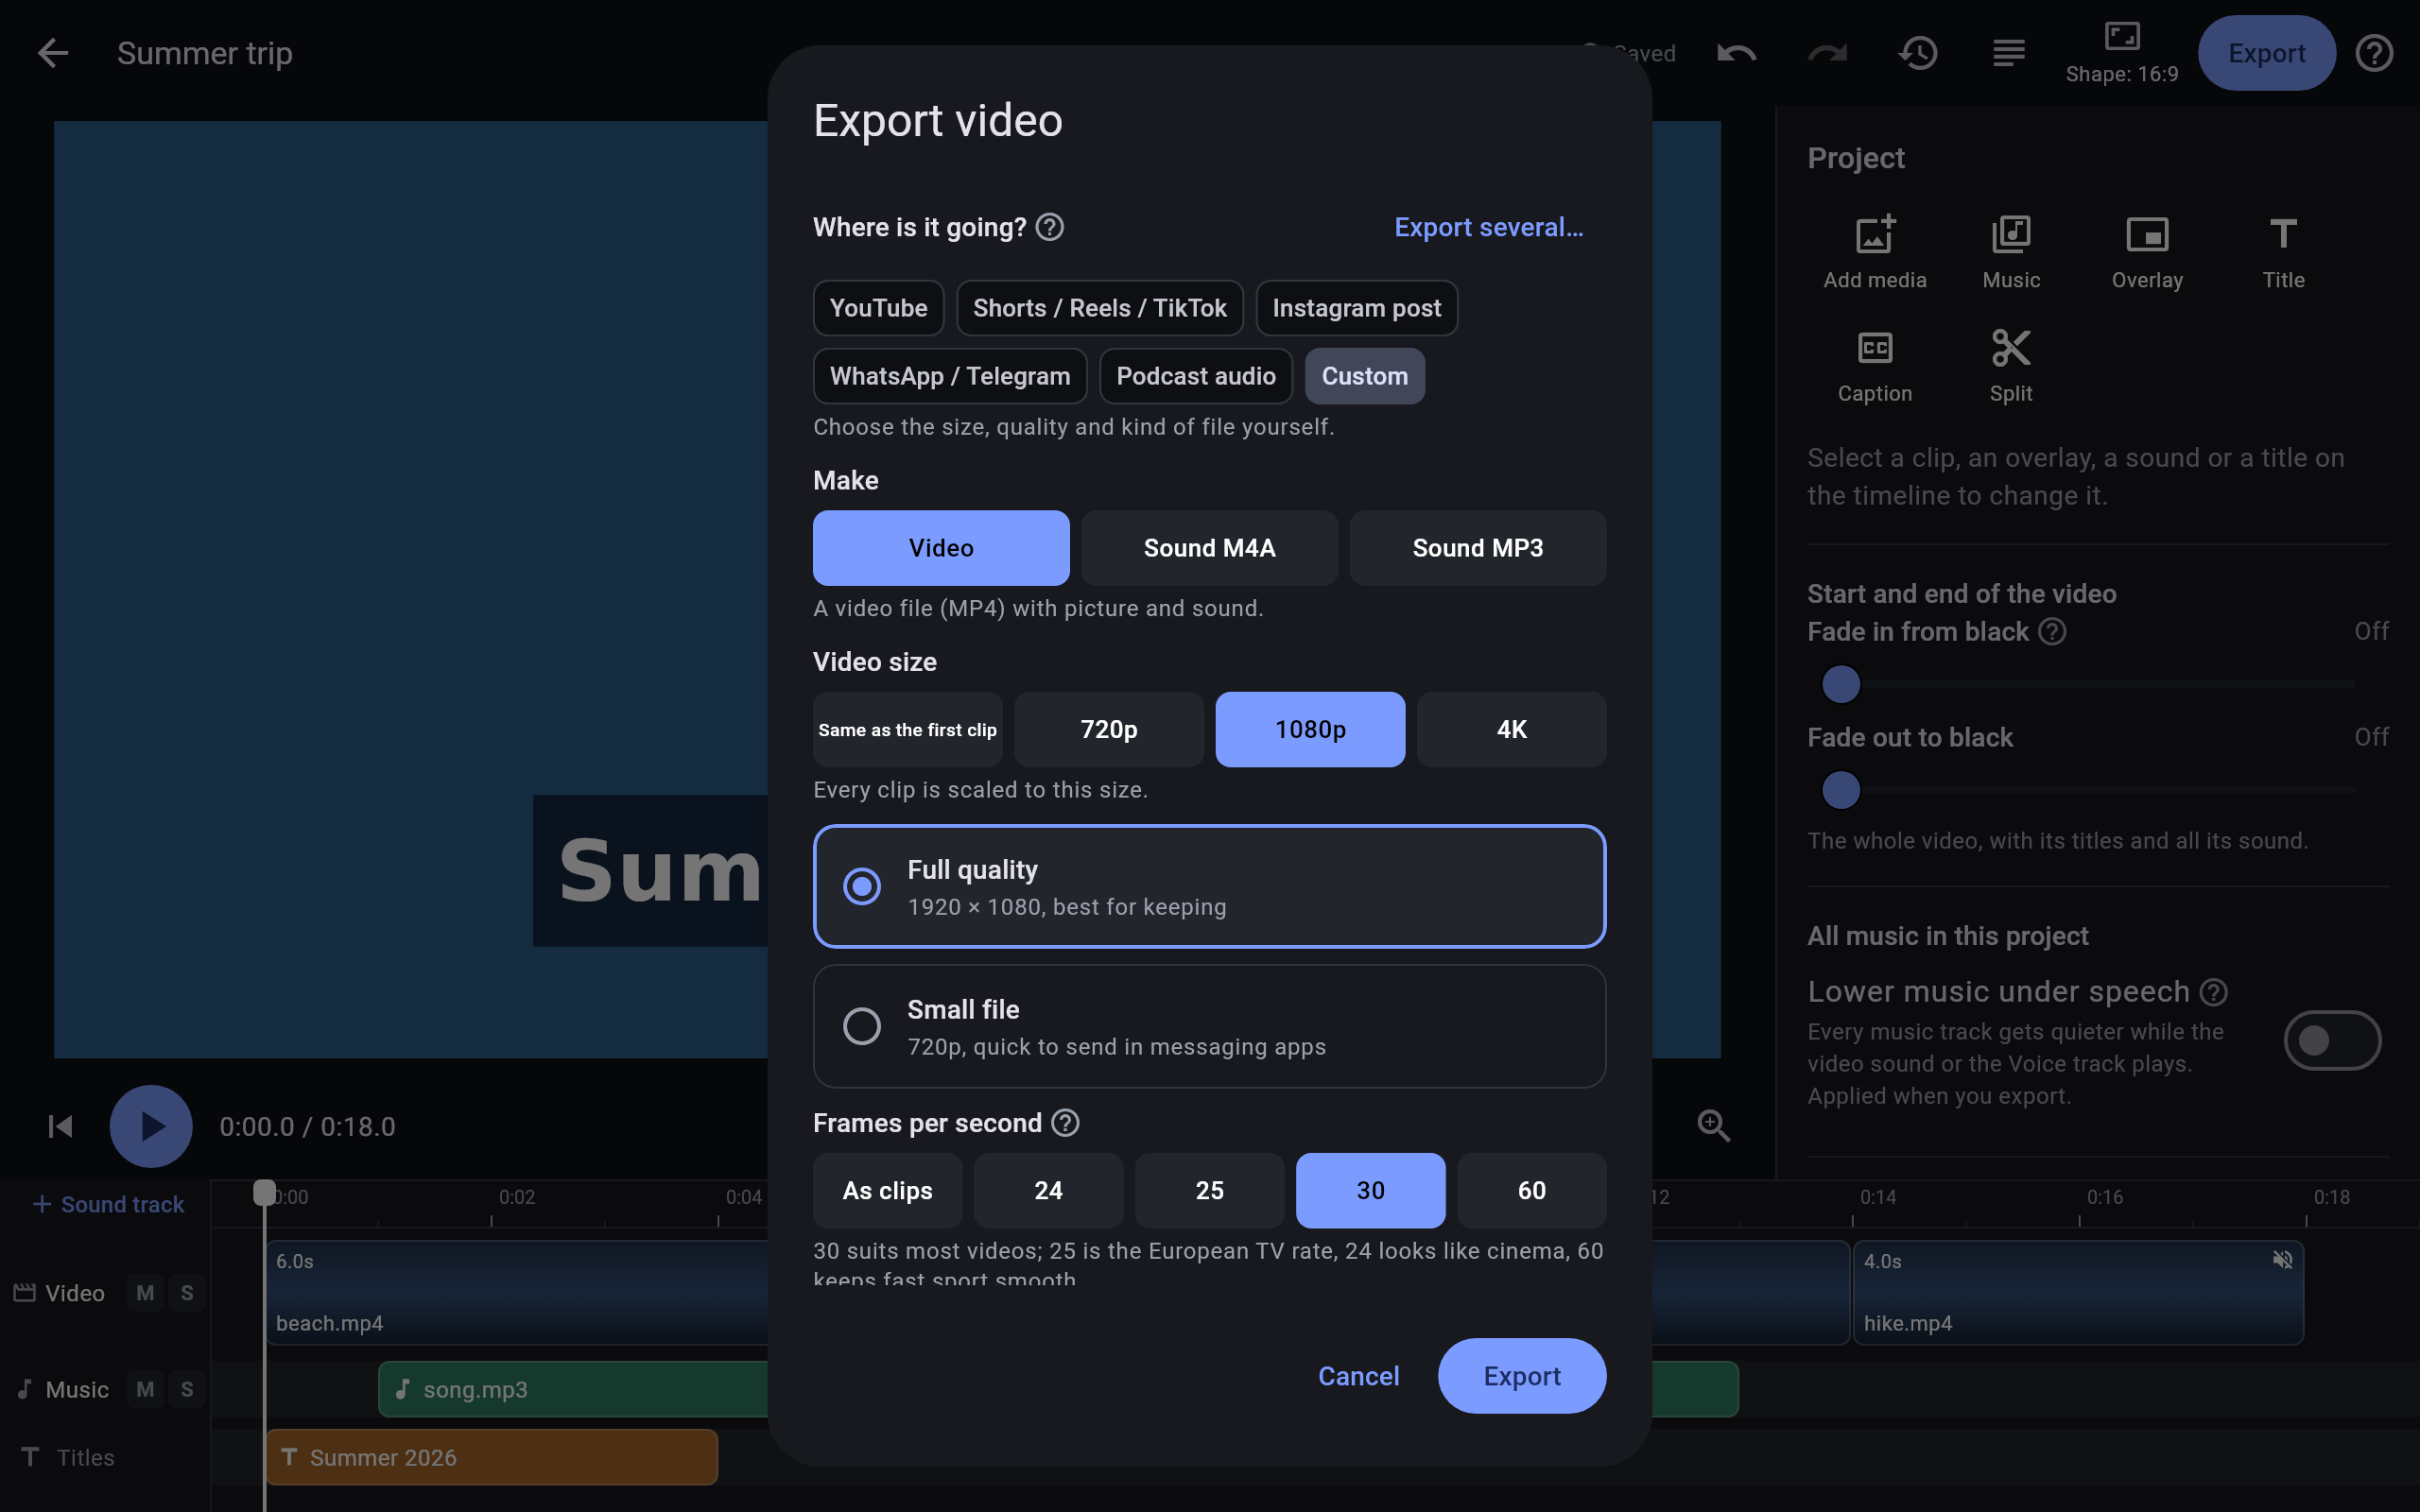 Summer trip
Saved
Shape: 16:9
Export
Export video
Where is it going?
Export several...
YouTube
Shorts / Reels / TikTok
Instagram post
WhatsApp / Telegram
Podcast audio
Custom
Choose the size, quality and kind of file yourself.
Make
Video
Sound M4A
Sound MP3
A video file (MP4) with picture and sound.
Video size
Same as the first clip
720p
1080p
4K
Every clip is scaled to this size.
Full quality
1920 × 1080, best for keeping
Small file
720p, quick to send in messaging apps
Frames per second
As clips
24
25
30
60
30 suits most videos; 25 is the European TV rate, 24 looks like cinema, 60
keeps fast sport smooth
Cancel
Export
Project
Add media
Music
Overlay
Title
CC
Caption
Split
Select a clip, an overlay, a sound or a title on
the timeline to change it.
Start and end of the video
Fade in from black
Off
Fade out to black
Off
The whole video, with its titles and all its sound.
All music in this project
Lower music under speech
Every music track gets quieter while the
video sound or the Voice track plays.
Applied when you export.
Sum
0:00.0 / 0:18.0
+ Sound track
0:00
0:02
0:04
12
0:14
0:16
0:18
Video
M
S
6.0s
beach.mp4
4.0s
hike.mp4
Music
M
S
song.mp3
Titles
Summer 2026